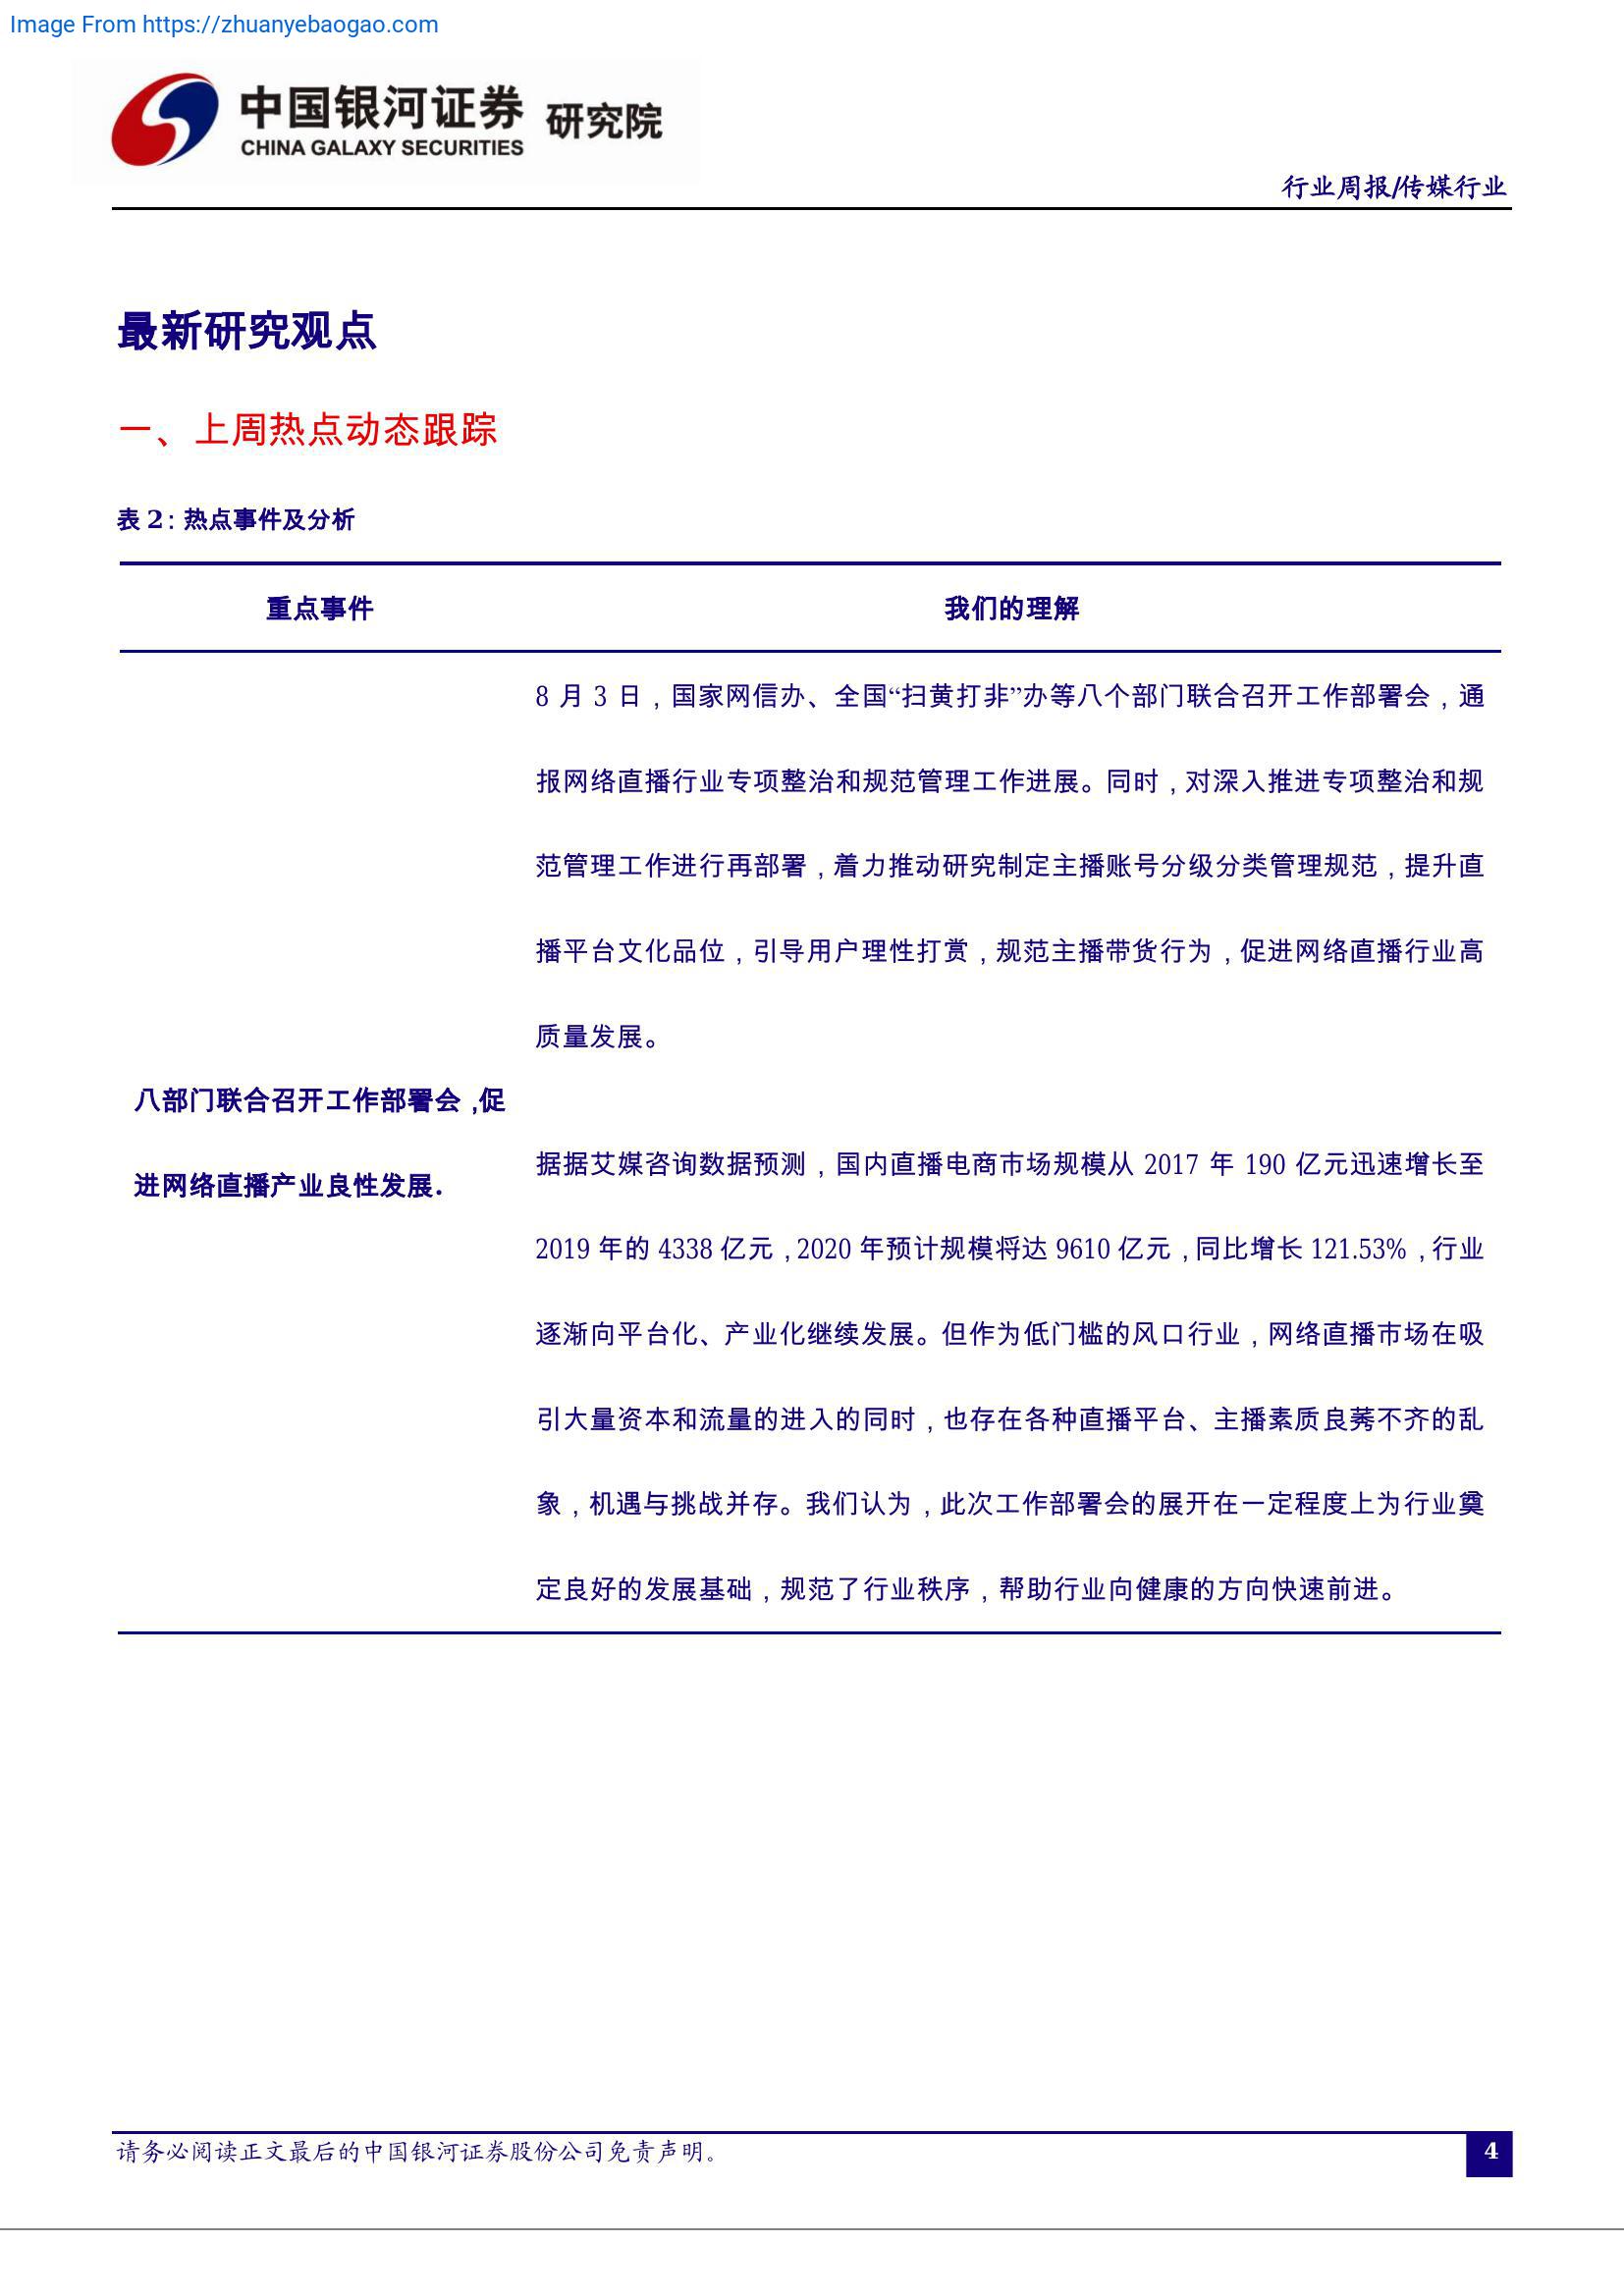 Image From https://zhuanyebaogao.com
中国银河证券 研究院
CHINA GALAXY SECURITIES
行业周报/传媒行业
最新研究观点
一、上周热点动态跟踪
表 2：热点事件及分析
重点事件 我们的理解
8 月 3 日，国家网信办、全国“扫黄打非”办等八个部门联合召开工作部署会，通
报网络直播行业专项整治和规范管理工作进展。同时，对深入推进专项整治和规
范管理工作进行再部署，着力推动研究制定主播账号分级分类管理规范，提升直
播平台文化品位，引导用户理性打赏，规范主播带货行为，促进网络直播行业高
质量发展。
八部门联合召开工作部署会，促
进网络直播产业良性发展.
据据艾媒咨询数据预测，国内直播电商市场规模从 2017 年 190 亿元迅速增长至
2019 年的 4338 亿元，2020 年预计规模将达 9610 亿元，同比增长 121.53%，行业
逐渐向平台化、产业化继续发展。但作为低门槛的风口行业，网络直播市场在吸
引大量资本和流量的进入的同时，也存在各种直播平台、主播素质良莠不齐的乱
象，机遇与挑战并存。我们认为，此次工作部署会的展开在一定程度上为行业奠
定良好的发展基础，规范了行业秩序，帮助行业向健康的方向快速前进。
请务必阅读正文最后的中国银河证券股份公司免责声明。
4